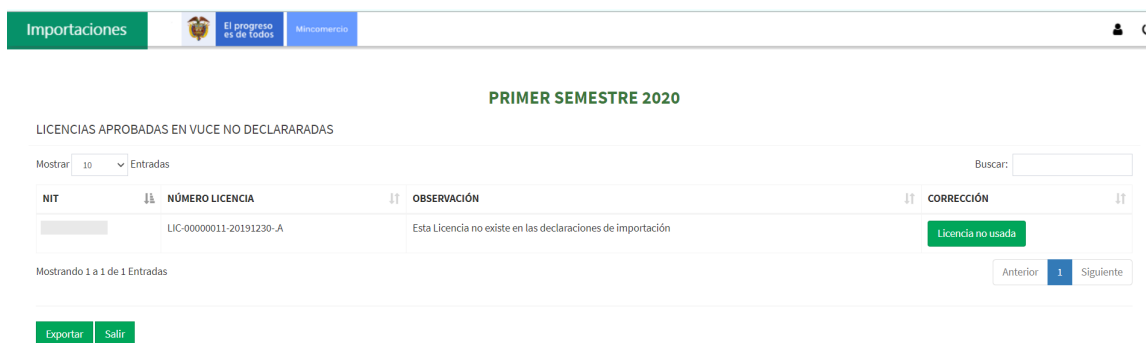 Importaciones
El progreso
es de todos
Mincomercio
PRIMER SEMESTRE 2020
LICENCIAS APROBADAS EN VUCE NO DECLARARADAS
Mostrar 10 Entradas
Buscar:
NIT NÚMERO LICENCIA OBSERVACIÓN CORRECCIÓN
LIC-00000011-20191230-.A Esta Licencia no existe en las declaraciones de importación Licencia no usada
Mostrando 1 a 1 de 1 Entradas
Anterior 1 Siguiente
Exportar Salir